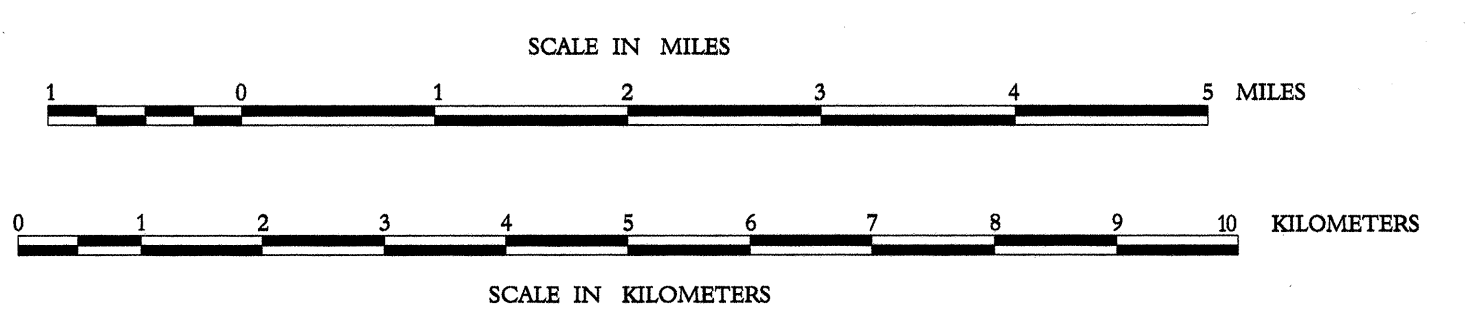 SCALE IN MILES
1 0 1 2 3 4 5 MILES
0 1 2 3 4 5 6 7 8 9 10 KILOMETERS
SCALE IN KILOMETERS